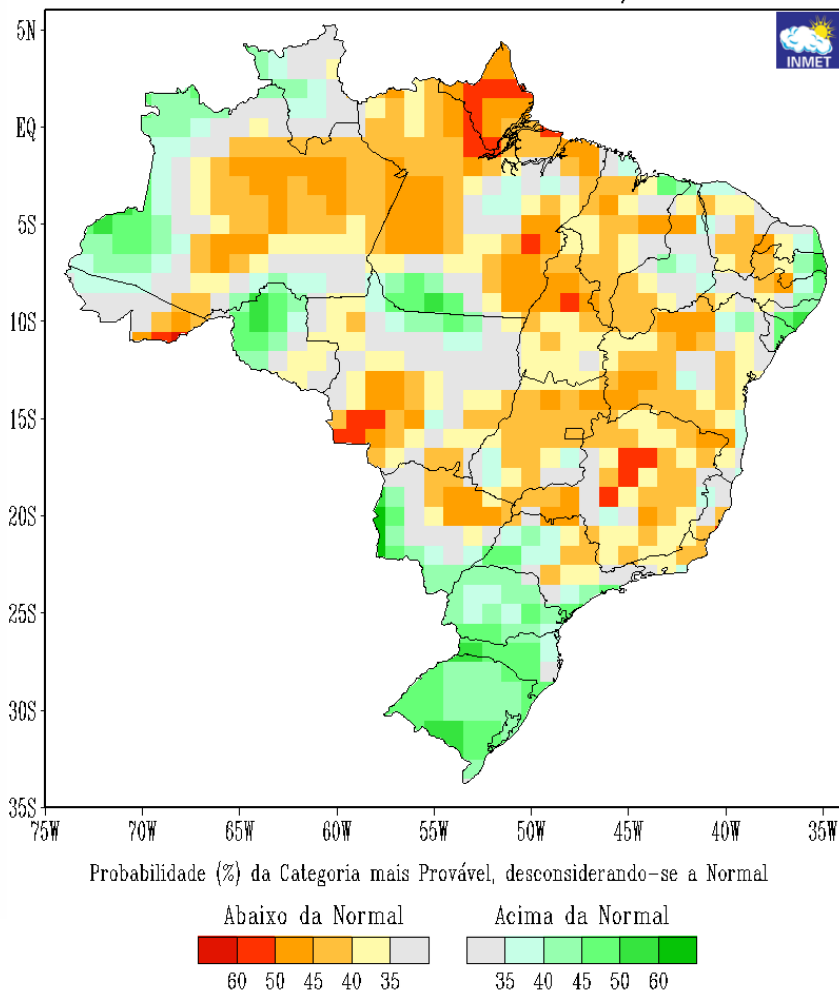 INMET
5N
EQ
5S
10S
15S
20S
25S
30S
35S
75W 70W 65W 60W 55W 50W 45W 40W 35W
Probabilidade (%) da Categoria mais Provável, desconsiderando-se a Normal
Abaixo da Normal Acima da Normal
60 50 45 40 35 35 40 45 50 60